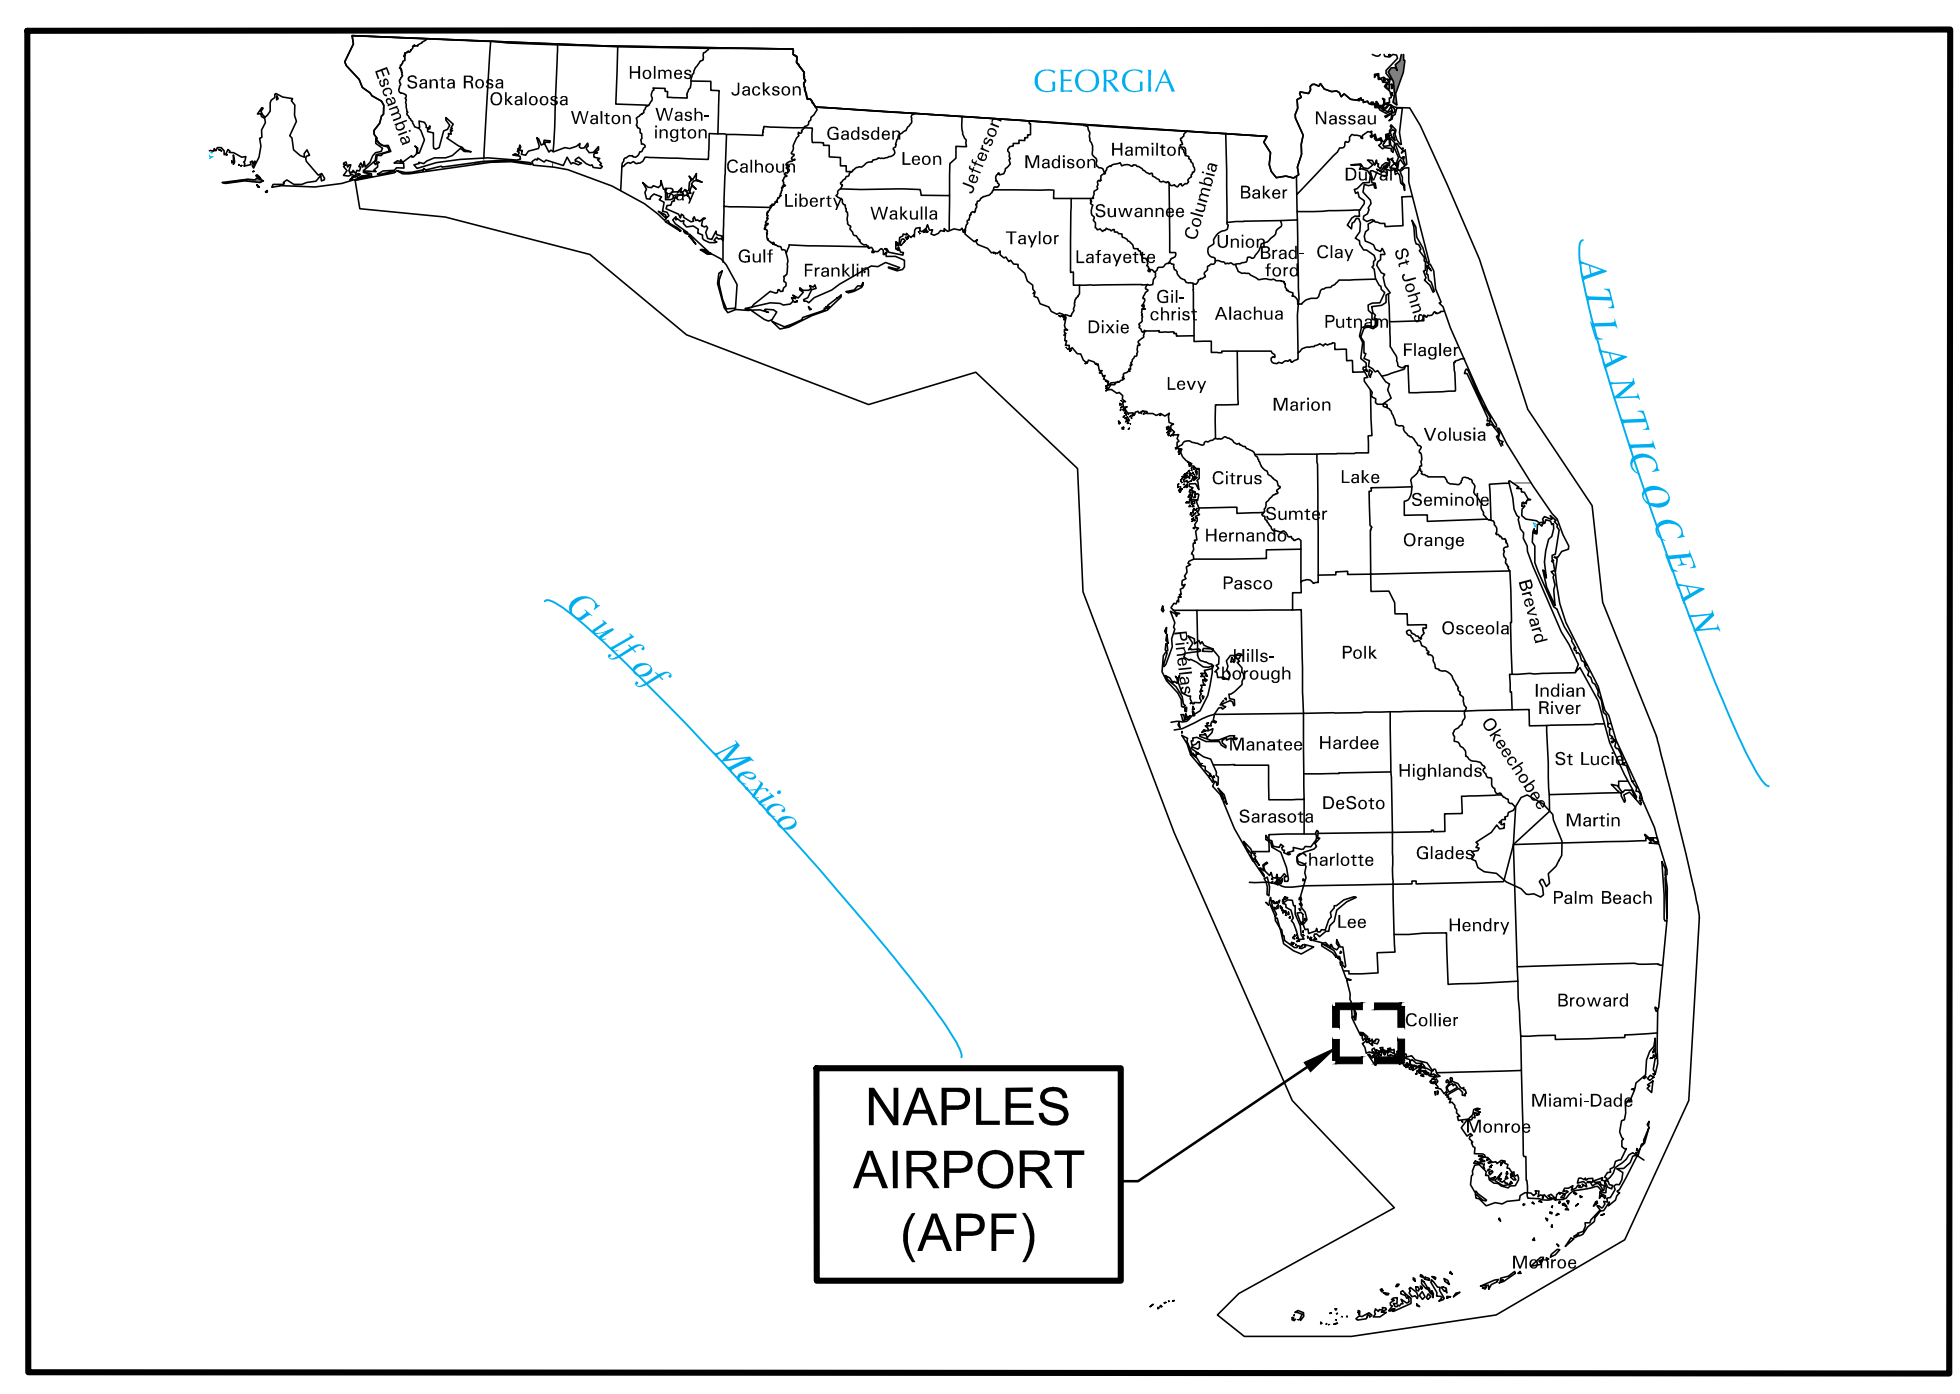 GEORGIA
Escambia
Santa Rosa
Okaloosa
Walton
Holmes
Wash-
ington
Jackson
Bay
Calhoun
Gulf
Liberty
Gadsden
Franklin
Leon
Wakulla
Jefferson
Madison
Taylor
Hamilton
Suwannee
Lafayette
Columbia
Dixie
Gil-
christ
Baker
Union
Brad-
ford
Alachua
Nassau
Duval
Clay
St Johns
Putnam
Flagler
Levy
Marion
Volusia
Citrus
Sumter
Lake
Seminole
Hernando
Orange
Pasco
Brevard
Pinellas
Hills-
borough
Polk
Osceola
Indian
River
Manatee
Hardee
Highlands
Okeechobee
St Lucie
Sarasota
DeSoto
Martin
Charlotte
Glades
Palm Beach
Lee
Hendry
Collier
Broward
Miami-Dade
Monroe
Monroe
ATLANTIC OCEAN
Gulf of
Mexico
NAPLES
AIRPORT
(APF)